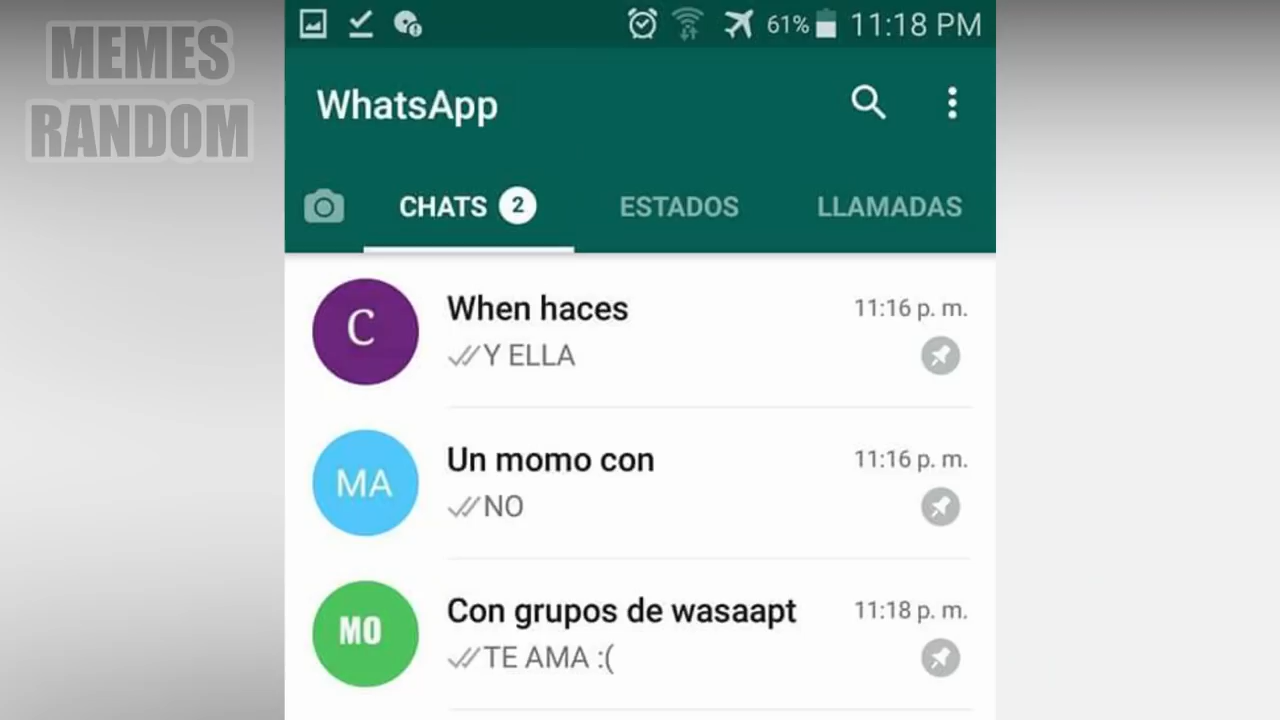 MEMES
RANDOM
61% 11:18 PM
WhatsApp
CHATS 2 ESTADOS LLAMADAS
C
When haces 11:16 p. m.
Y ELLA
MA
Un momo con 11:16 p. m.
NO
MO
Con grupos de wasaapt 11:18 p. m.
TE AMA :(